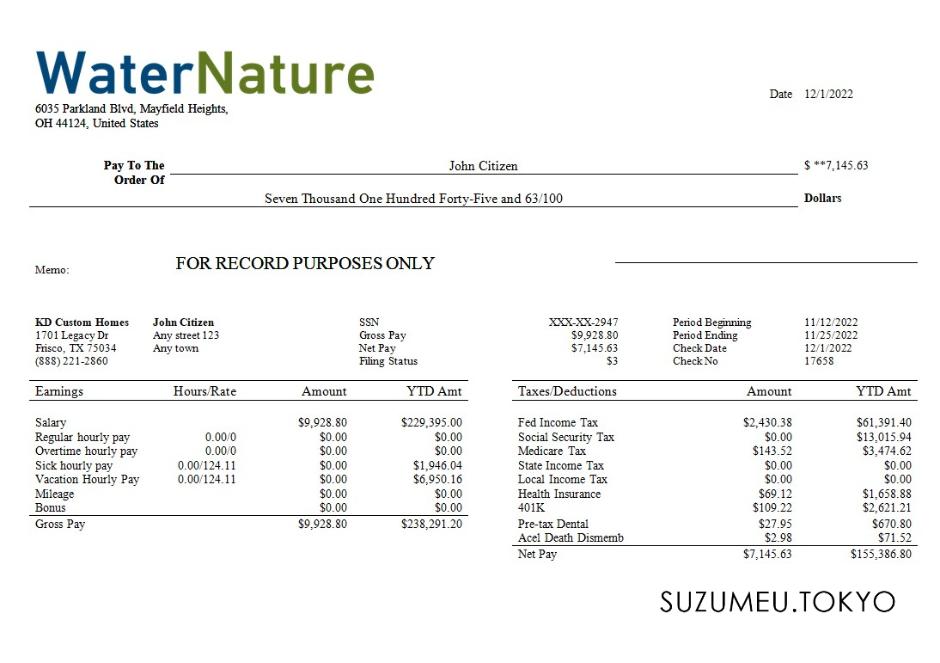 WaterNature
6035 Parkland Blvd, Mayfield Heights,
OH 44124, United States
Date 12/1/2022
Pay To The
Order Of
John Citizen $ **7,145.63
Seven Thousand One Hundred Forty-Five and 63/100 Dollars
Memo: FOR RECORD PURPOSES ONLY
KD Custom Homes John Citizen SSN XXX-XX-2947 Period Beginning 11/12/2022
1701 Legacy Dr Any street 123 Gross Pay $9,928.80 Period Ending 11/25/2022
Frisco, TX 75034 Any town Net Pay $7,145.63 Check Date 12/1/2022
(888) 221-2860 Filing Status $3 Check No 17658
Earnings Hours/Rate Amount YTD Amt
Salary $9,928.80 $229,395.00
Regular hourly pay 0.00/0 $0.00 $0.00
Overtime hourly pay 0.00/0 $0.00 $0.00
Sick hourly pay 0.00/124.11 $0.00 $1,946.04
Vacation Hourly Pay 0.00/124.11 $0.00 $6,950.16
Mileage $0.00 $0.00
Bonus $0.00 $0.00
Gross Pay $9,928.80 $238,291.20
Taxes/Deductions Amount YTD Amt
Fed Income Tax $2,430.38 $61,391.40
Social Security Tax $0.00 $13,015.94
Medicare Tax $143.52 $3,474.62
State Income Tax $0.00 $0.00
Local Income Tax $0.00 $0.00
Health Insurance $69.12 $1,658.88
401K $109.22 $2,621.21
Pre-tax Dental $27.95 $670.80
Acel Death Dismemb $2.98 $71.52
Net Pay $7,145.63 $155,386.80
SUZUMEU.TOKYO